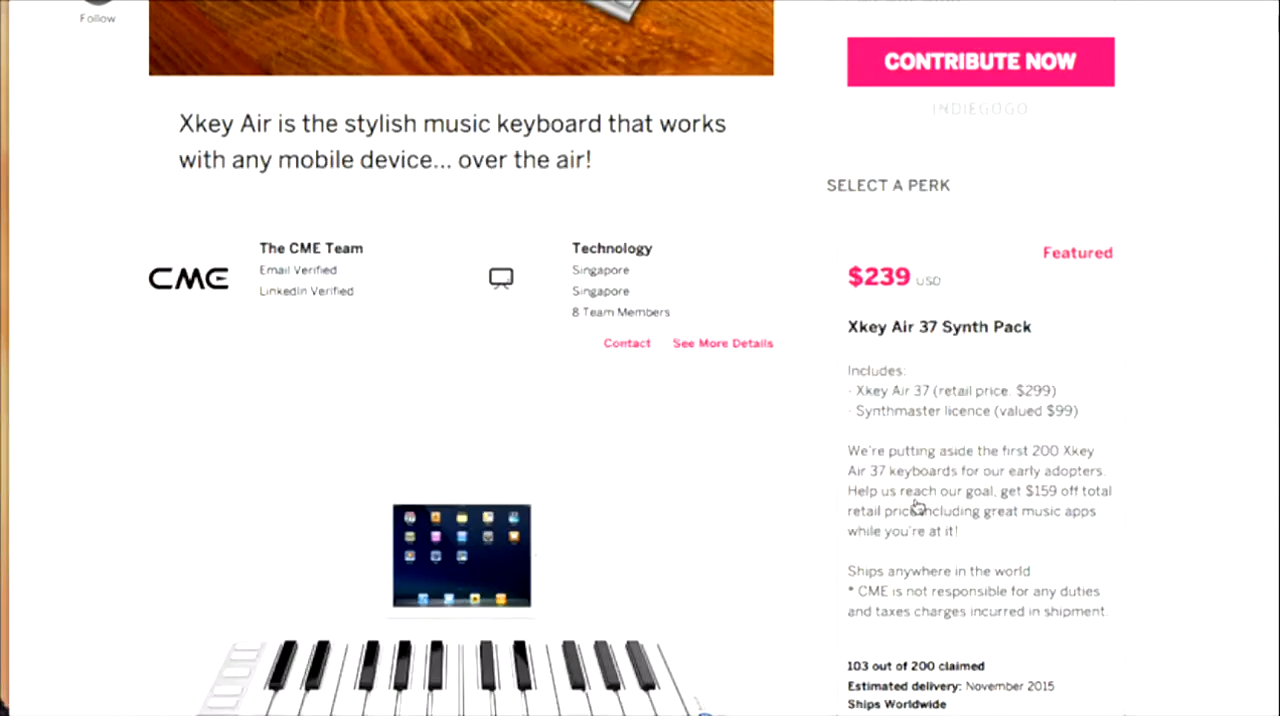 Follow
CONTRIBUTE NOW
INDIEGOGO
Xkey Air is the stylish music keyboard that works
with any mobile device... over the air!
SELECT A PERK
The CME Team
Email Verified
LinkedIn Verified
CME
Technology
Singapore
Singapore
8 Team Members
Contact See More Details
Featured
$239 USD
Xkey Air 37 Synth Pack
Includes:
- Xkey Air 37 (retail price. $299)
- Synthmaster licence (valued $99)
We're putting aside the first 200 Xkey
Air 37 keyboards for our early adopters.
Help us reach our goal, get $159 off total
retail price including great music apps
while you're at it!
Ships anywhere in the world
* CME is not responsible for any duties
and taxes charges incurred in shipment.
103 out of 200 claimed
Estimated delivery: November 2015
Ships Worldwide